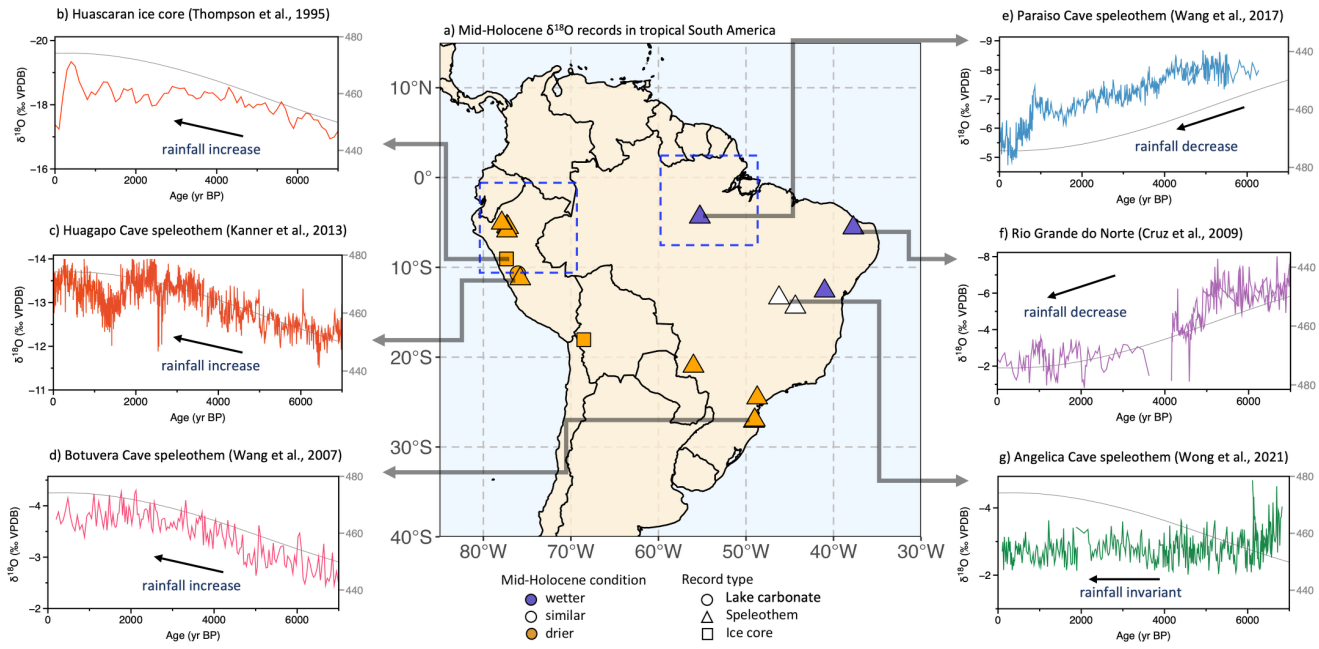 b) Huascaran ice core (Thompson et al., 1995)
−20
−18
−16
δ¹⁸O (‰ VPDB)
480
460
440
rainfall increase
0
2000
4000
6000
Age (yr BP)
c) Huagapo Cave speleothem (Kanner et al., 2013)
−14
−13
−12
−11
δ¹⁸O (‰ VPDB)
480
460
440
rainfall increase
0
2000
4000
6000
Age (yr BP)
d) Botuvera Cave speleothem (Wang et al., 2007)
−4
−3
−2
δ¹⁸O (‰ VPDB)
480
460
440
rainfall increase
0
2000
4000
6000
Age (yr BP)
a) Mid-Holocene δ¹⁸O records in tropical South America
10°N
0°
10°S
20°S
30°S
40°S
80°W
70°W
60°W
50°W
40°W
30°W
Mid-Holocene condition
wetter
similar
drier
Record type
Lake carbonate
Speleothem
Ice core
e) Paraiso Cave speleothem (Wang et al., 2017)
−9
−8
−7
−6
−5
δ¹⁸O (‰ VPDB)
440
460
480
rainfall decrease
0
2000
4000
6000
Age (yr BP)
f) Rio Grande do Norte (Cruz et al., 2009)
−8
−6
−4
−2
δ¹⁸O (‰ VPDB)
440
460
480
rainfall decrease
0
2000
4000
6000
Age (yr BP)
g) Angelica Cave speleothem (Wong et al., 2021)
−4
−2
δ¹⁸O (‰ VPDB)
480
460
440
rainfall invariant
0
2000
4000
6000
Age (yr BP)